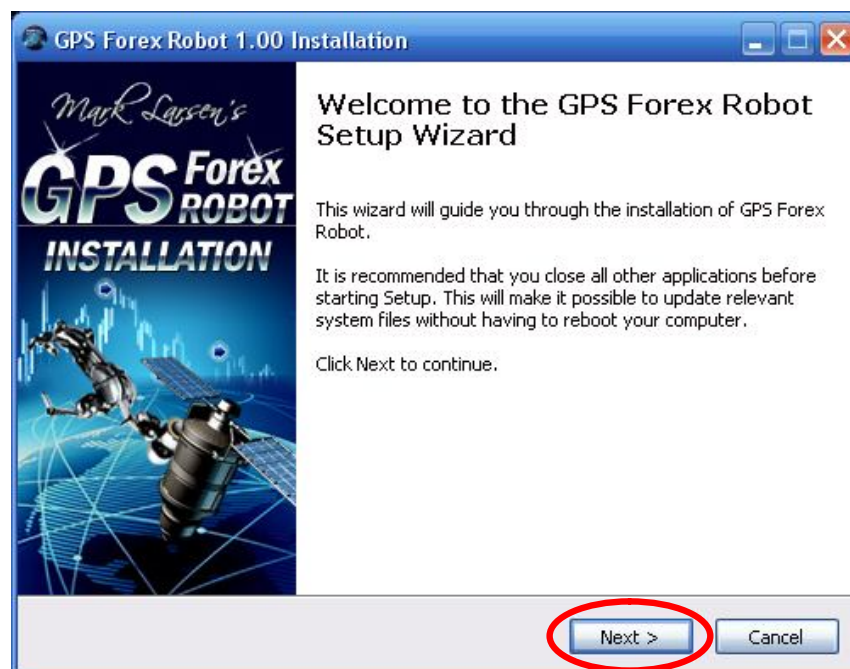 GPS Forex Robot 1.00 Installation
Mark Larsen's
GPS Forex
ROBOT
INSTALLATION
Welcome to the GPS Forex Robot
Setup Wizard
This wizard will guide you through the installation of GPS Forex
Robot.
It is recommended that you close all other applications before
starting Setup. This will make it possible to update relevant
system files without having to reboot your computer.
Click Next to continue.
Next >
Cancel